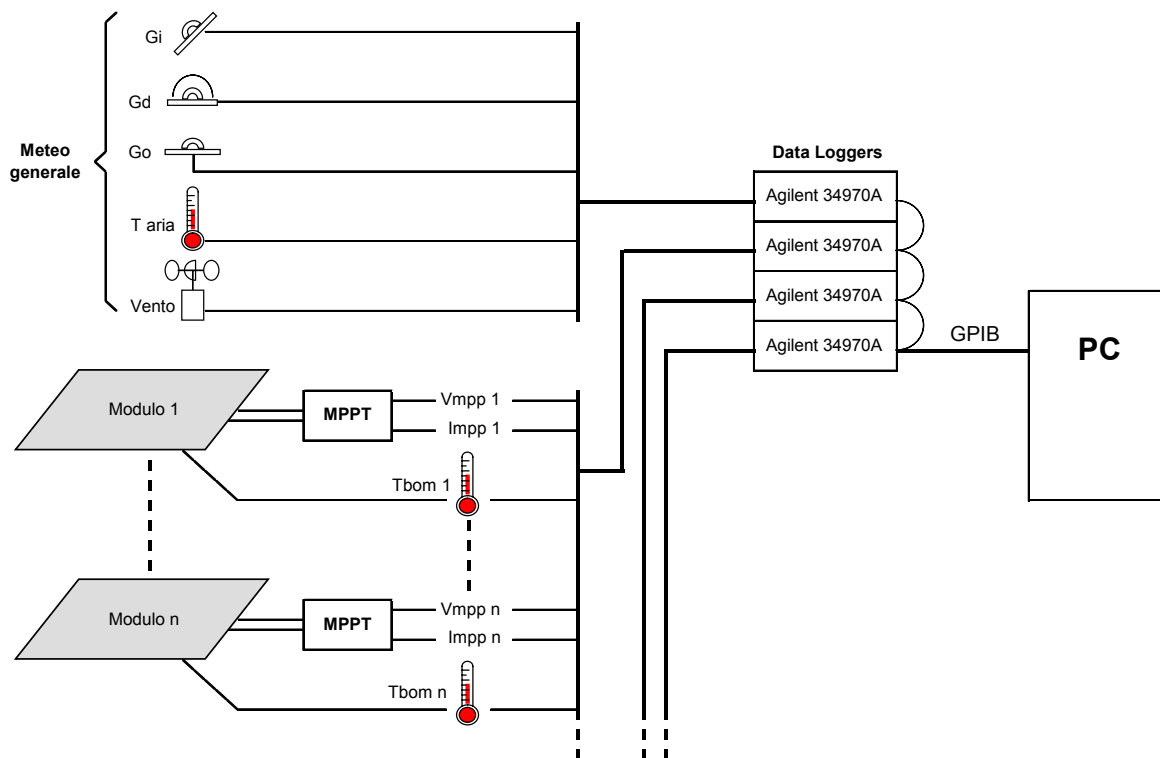 Meteo
generale
Gi
Gd
Go
T aria
Vento
Data Loggers
Agilent 34970A
Agilent 34970A
Agilent 34970A
Agilent 34970A
GPIB
PC
Modulo 1
MPPT
Vmpp 1
Impp 1
Tbom 1
Modulo n
MPPT
Vmpp n
Impp n
Tbom n